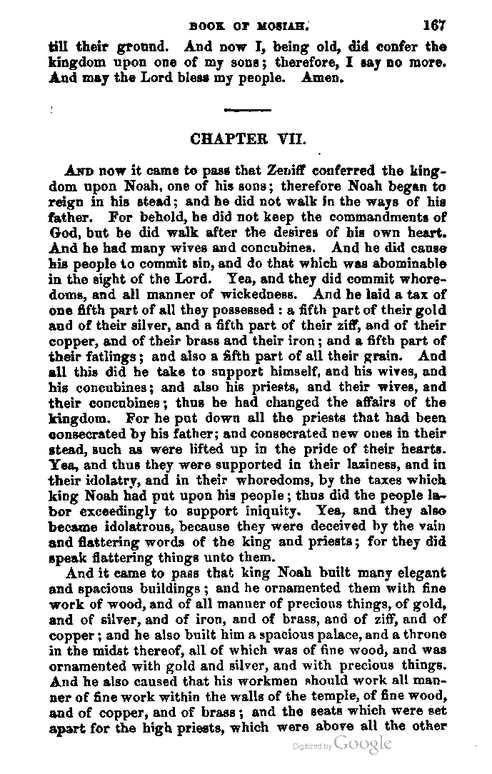 BOOK OF MOSIAH. 167
till their ground. And now I, being old, did confer the
kingdom upon one of my sons; therefore, I say no more.
And may the Lord bless my people. Amen.
CHAPTER VII.
AND now it came to pass that Zeniff conferred the king-
dom upon Noah, one of his sons; therefore Noah began to
reign in his stead; and he did not walk in the ways of his
father. For behold, he did not keep the commandments of
God, but he did walk after the desires of his own heart.
And he had many wives and concubines. And he did cause
his people to commit sin, and do that which was abominable
in the sight of the Lord. Yea, and they did commit whore-
doms, and all manner of wickedness. And he laid a tax of
one fifth part of all they possessed: a fifth part of their gold
and of their silver, and a fifth part of their ziff, and of their
copper, and of their brass and their iron; and a fifth part of
their fatlings; and also a fifth part of all their grain. And
all this did he take to support himself, and his wives, and
his concubines; and also his priests, and their wives, and
their concubines; thus he had changed the affairs of the
kingdom. For he put down all the priests that had been
consecrated by his father; and consecrated new ones in their
stead, such as were lifted up in the pride of their hearts.
Yea, and thus they were supported in their laziness, and in
their idolatry, and in their whoredoms, by the taxes which
king Noah had put upon his people; thus did the people la-
bor exceedingly to support iniquity. Yea, and they also
became idolatrous, because they were deceived by the vain
and flattering words of the king and priests; for they did
speak flattering things unto them.
And it came to pass that king Noah built many elegant
and spacious buildings; and he ornamented them with fine
work of wood, and of all manner of precious things, of gold,
and of silver, and of iron, and of brass, and of ziff, and of
copper; and he also built him a spacious palace, and a throne
in the midst thereof, all of which was of fine wood, and was
ornamented with gold and silver, and with precious things.
And he also caused that his workmen should work all man-
ner of fine work within the walls of the temple, of fine wood,
and of copper, and of brass; and the seats which were set
apart for the high priests, which were above all the other
Digitized by Google